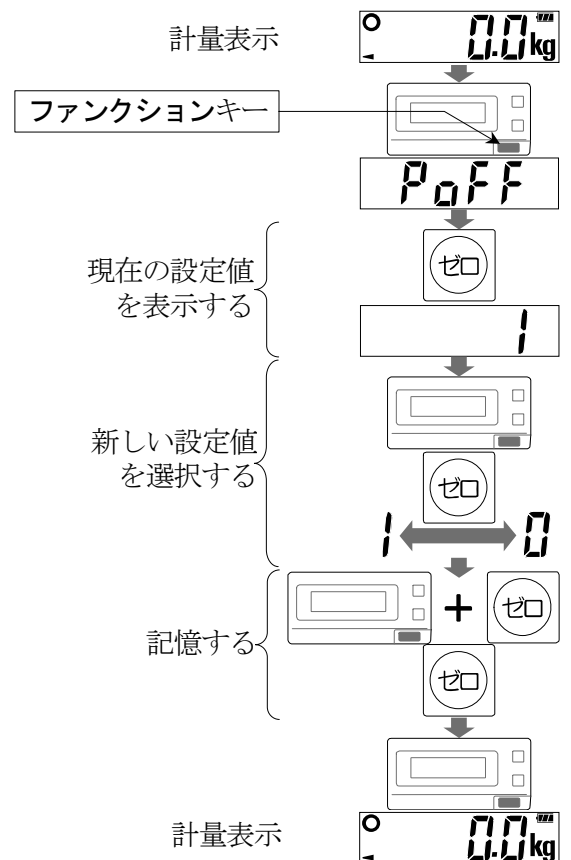 計量表示
0.0kg
ファンクションキー
PoFF
ゼロ
現在の設定値
を表示する
1
新しい設定値
を選択する
ゼロ
1 0
+ ゼロ
記憶する
ゼロ
計量表示
0.0kg